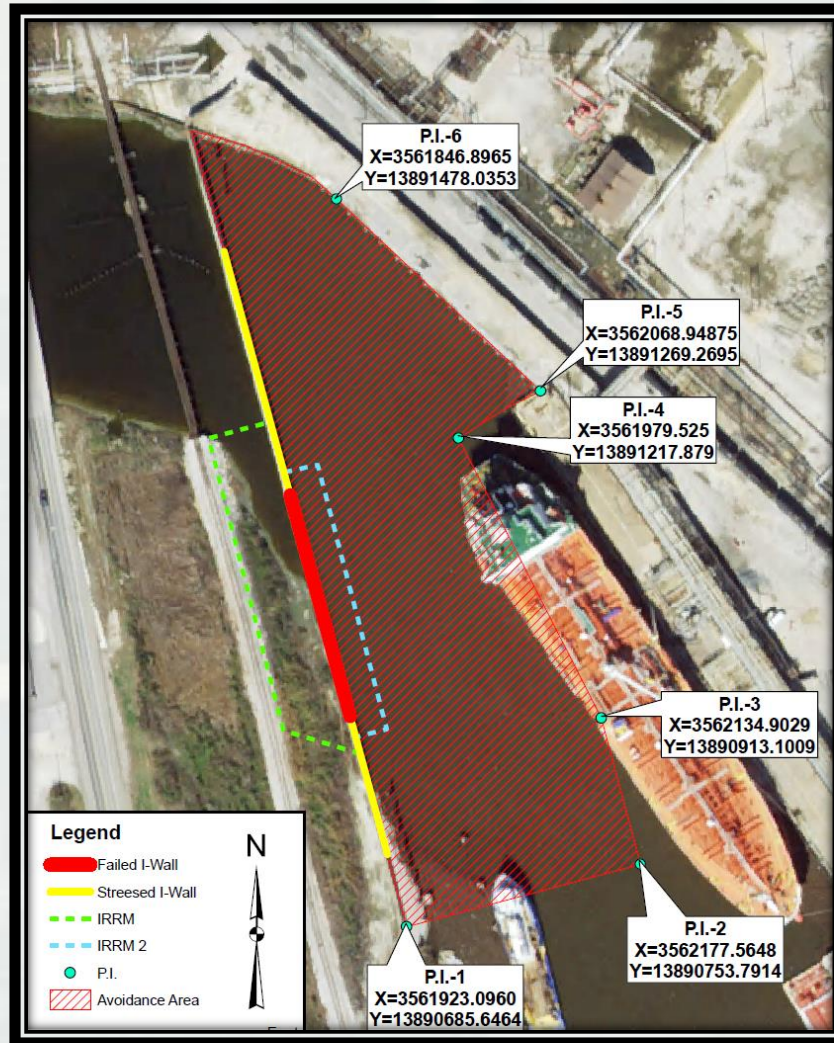 P.I.-6
X=3561846.8965
Y=13891478.0353
P.I.-5
X=3562068.94875
Y=13891269.2695
P.I.-4
X=3561979.525
Y=13891217.879
P.I.-3
X=3562134.9029
Y=13890913.1009
P.I.-2
X=3562177.5648
Y=13890753.7914
P.I.-1
X=3561923.0960
Y=13890685.6464
Legend
N
Failed I-Wall
Streesed I-Wall
IRRM
IRRM 2
P.I.
Avoidance Area